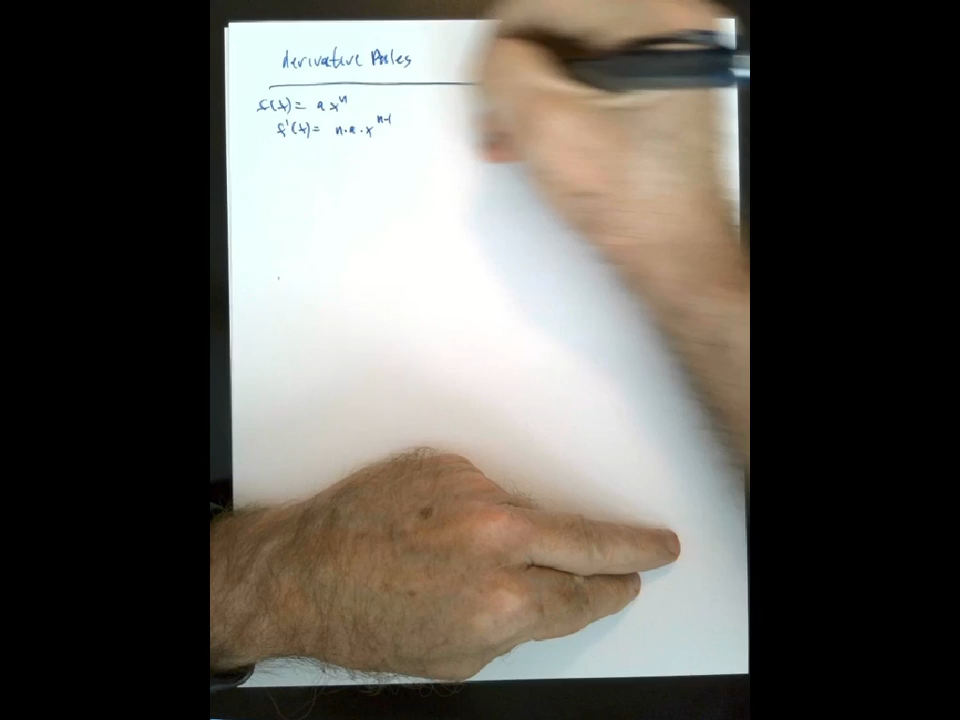 derivative Rules
f(x) = a x^n
f'(x) = n·a·x^{n-1}